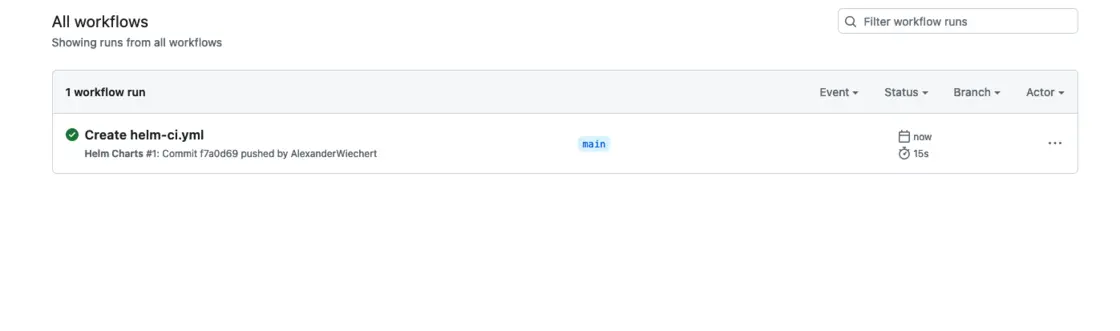 All workflows
Showing runs from all workflows
Filter workflow runs
1 workflow run
Event
Status
Branch
Actor
Create helm-ci.yml
Helm Charts #1: Commit f7a0d69 pushed by AlexanderWiechert
main
now
15s